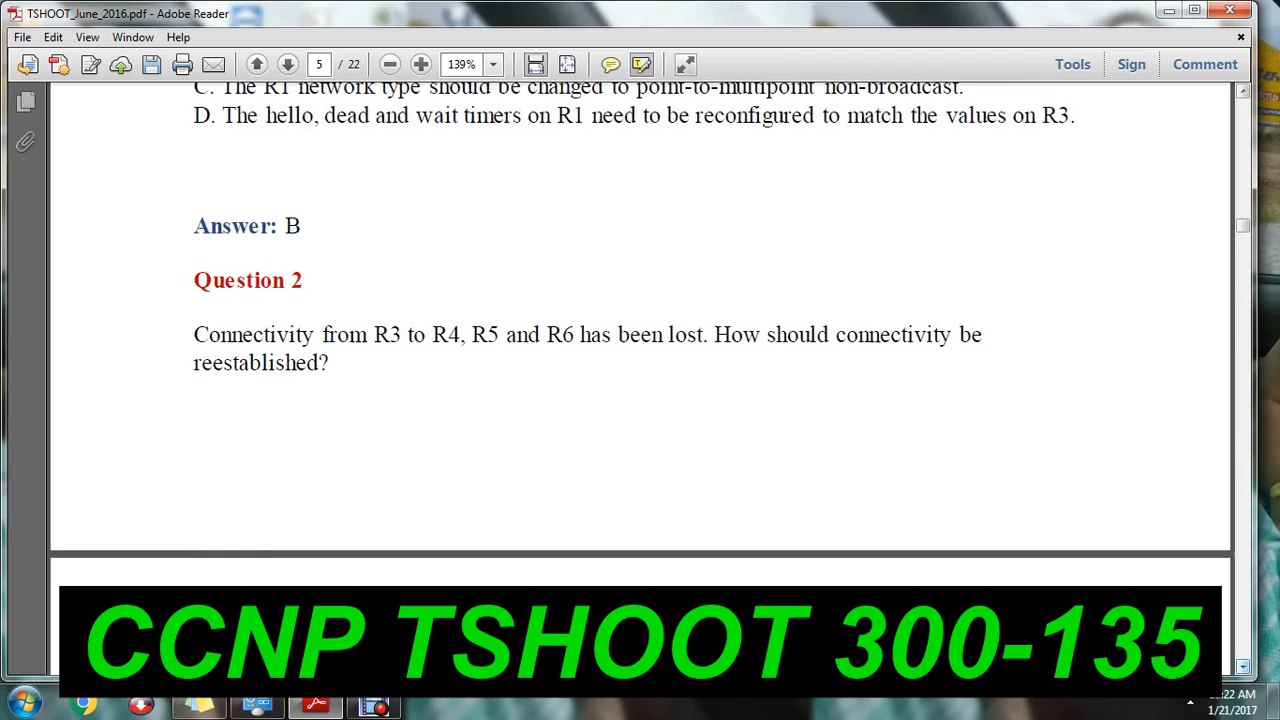 TSHOOT_June_2016.pdf - Adobe Reader
File Edit View Window Help
5 / 22 139% Tools Sign Comment
C. The R1 network type should be changed to point-to-multipoint non-broadcast.
D. The hello, dead and wait timers on R1 need to be reconfigured to match the values on R3.
Answer: B
Question 2
Connectivity from R3 to R4, R5 and R6 has been lost. How should connectivity be
reestablished?
CCNP TSHOOT 300-135
:22 AM
1/21/2017